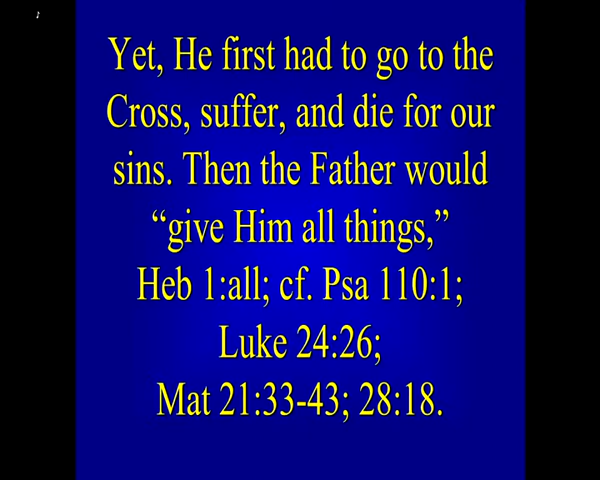 Yet, He first had to go to the
Cross, suffer, and die for our
sins. Then the Father would
“give Him all things,”
Heb 1:all; cf. Psa 110:1;
Luke 24:26;
Mat 21:33-43; 28:18.